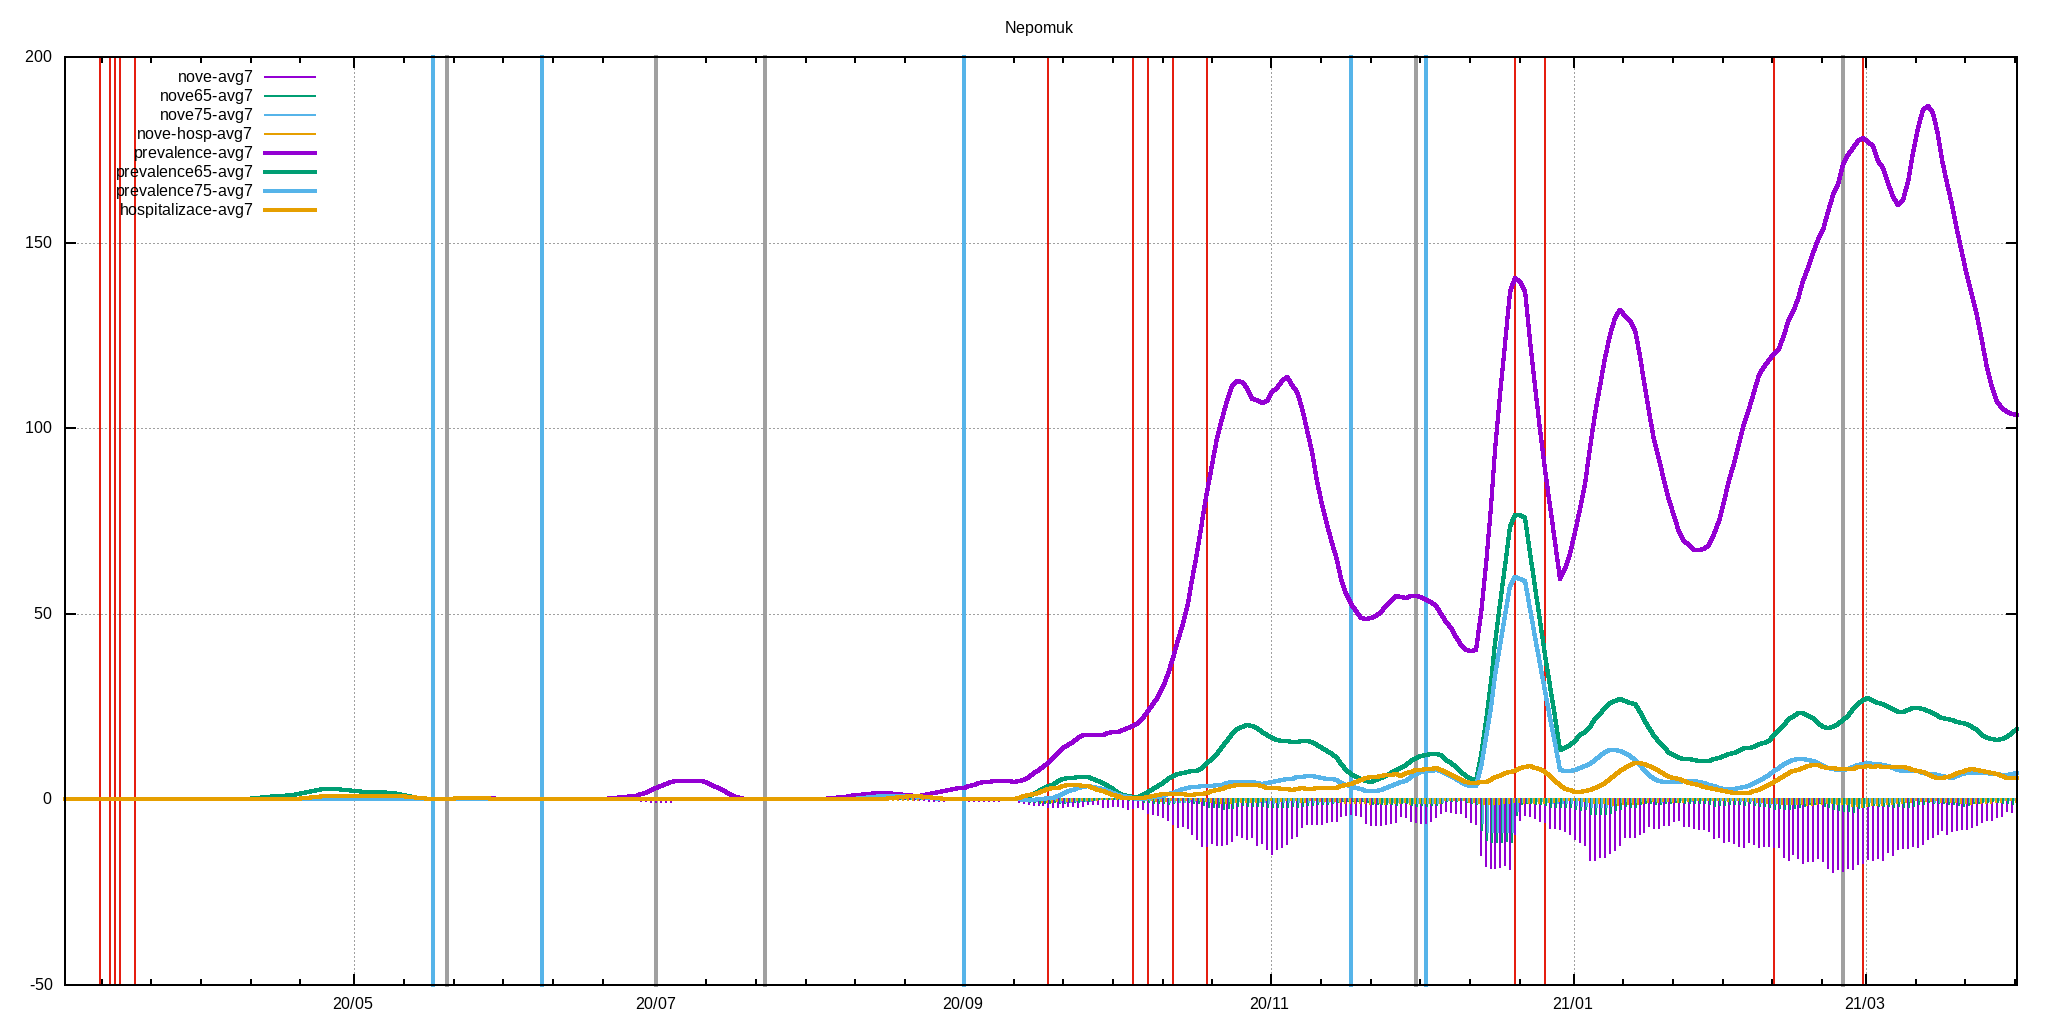 Nepomuk
200
150
100
50
0
-50
nove-avg7
nove65-avg7
nove75-avg7
nove-hosp-avg7
prevalence-avg7
prevalence65-avg7
prevalence75-avg7
hospitalizace-avg7
20/05 20/07 20/09 20/11 21/01 21/03